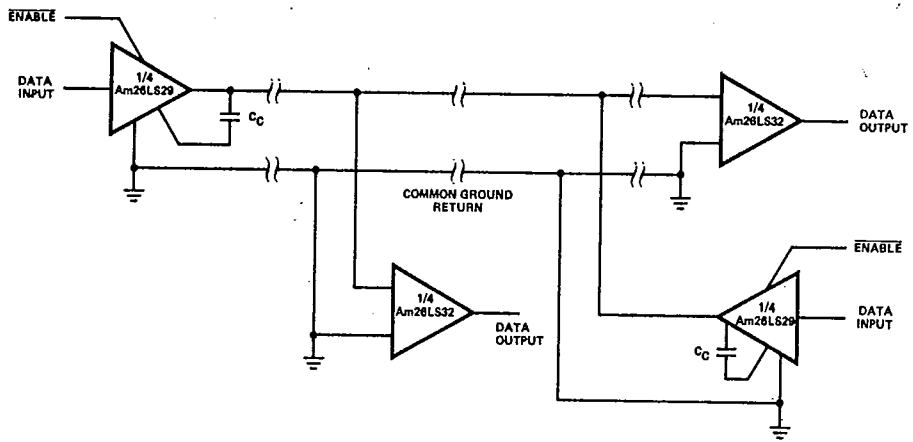 ENABLE
DATA
INPUT
1/4
Am26LS29
CC
1/4
Am26LS32
DATA
OUTPUT
COMMON GROUND
RETURN
1/4
Am26LS32
DATA
OUTPUT
ENABLE
1/4
Am26LS29
DATA
INPUT
CC